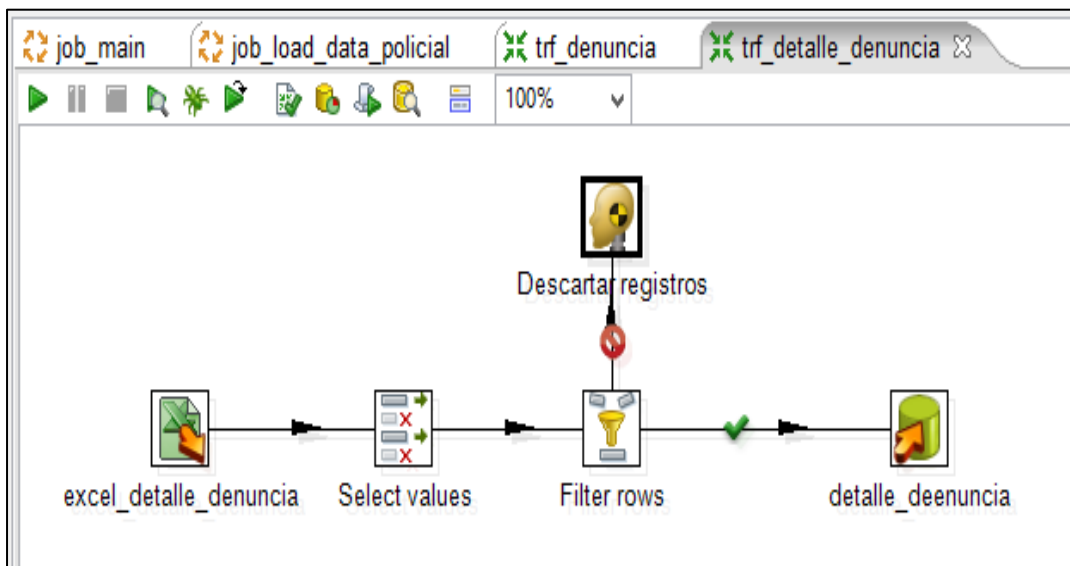 job_main job_load_data_policial trf_denuncia trf_detalle_denuncia
100%
Descartar registros
excel_detalle_denuncia Select values Filter rows detalle_deenuncia